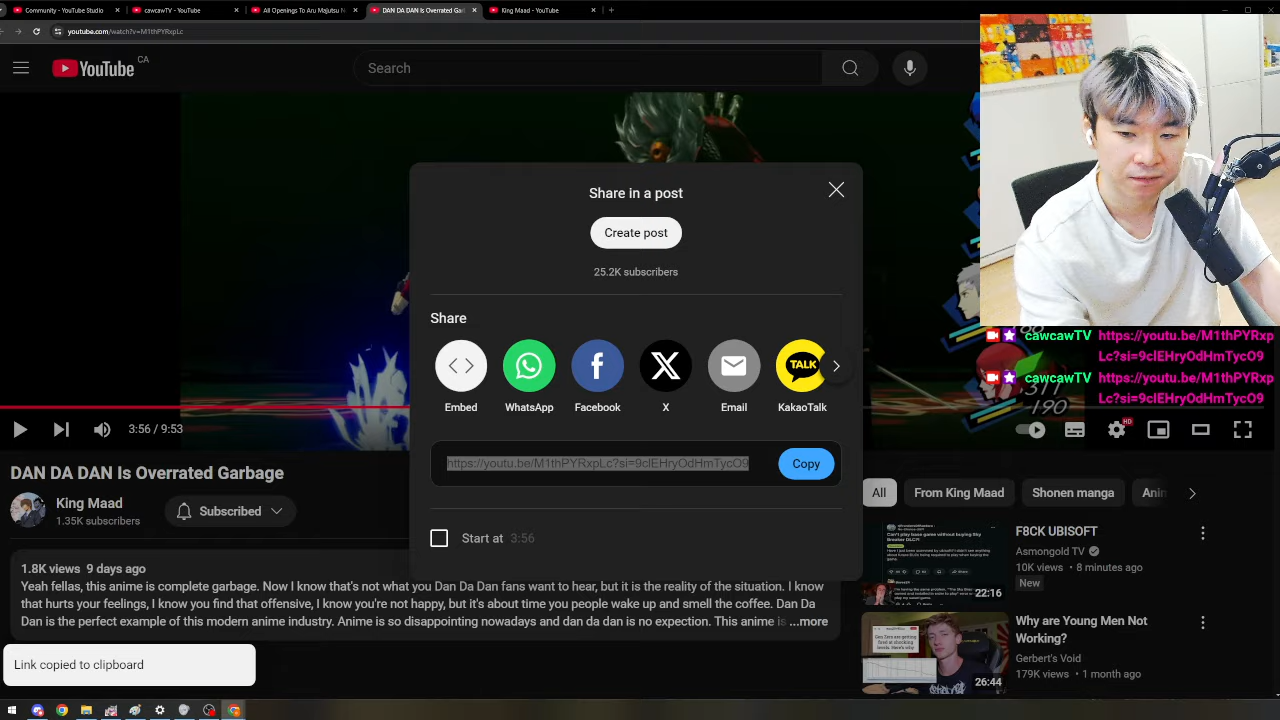 Community - YouTube Studio
cawcawTV - YouTube
All Openings To Aru Majutsu N
DAN DA DAN Is Overrated Gar
King Maad - YouTube
youtube.com/watch?v=M1thPYRxpLc
YouTube CA
Search
Share in a post
Create post
25.2K subscribers
Share
TALK
Embed
WhatsApp
Facebook
X
Email
KakaoTalk
https://youtu.be/M1thPYRxpLc?si=9clEHryOdHmTycO9
Copy
Start at 3:56
cawcawTV https://youtu.be/M1thPYRxp
Lc?si=9clEHryOdHmTycO9
cawcawTV https://youtu.be/M1thPYRxp
Lc?si=9clEHryOdHmTycO9
311
190
3:56 / 9:53
HD
DAN DA DAN Is Overrated Garbage
King Maad
1.35K subscribers
Subscribed
All
From King Maad
Shonen manga
Anim
1.8K views 9 days ago
Yeah fellas, this anime is complete
now I know that's not what you Dan Da Dan fans want to hear, but it is the reality of the situation. I know
that hurts your feelings, I know you're offensive, I know you're not happy, but it's about time you people wake up and smell the coffee. Dan Da
Dan is the perfect example of this modern anime industry. Anime is so disappointing nowadays and dan da dan is no expection. This anime is ...more
F8CK UBISOFT
Asmongold TV
10K views • 8 minutes ago
New
22:16
Why are Young Men Not
Working?
Gerbert's Void
179K views • 1 month ago
26:44
Link copied to clipboard